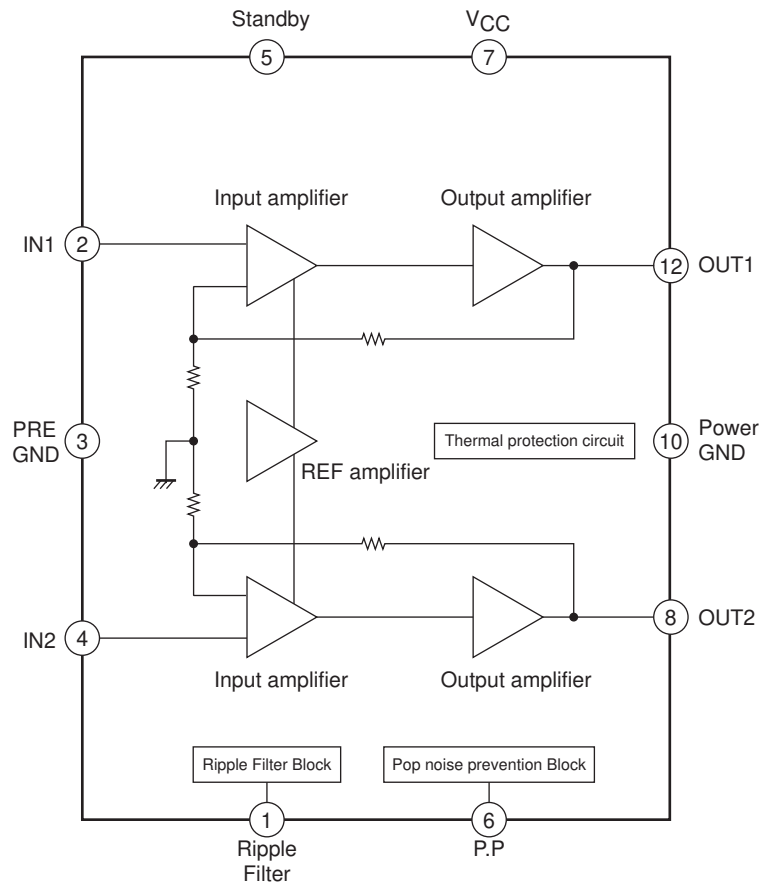 Standby
VCC
5
7
Input amplifier
Output amplifier
IN1
2
12
OUT1
PRE
GND
3
Thermal protection circuit
10
Power
GND
REF amplifier
IN2
4
8
OUT2
Input amplifier
Output amplifier
Ripple Filter Block
Pop noise prevention Block
1
6
Ripple
Filter
P.P